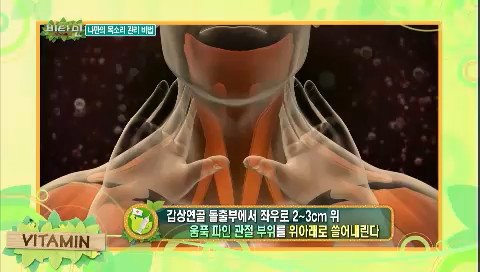 비타민
나만의 목소리 관리 비법
갑상연골 돌출부에서 좌우로 2~3cm 위
움푹 파인 관절 부위를 위아래로 쓸어내린다
VITAMIN